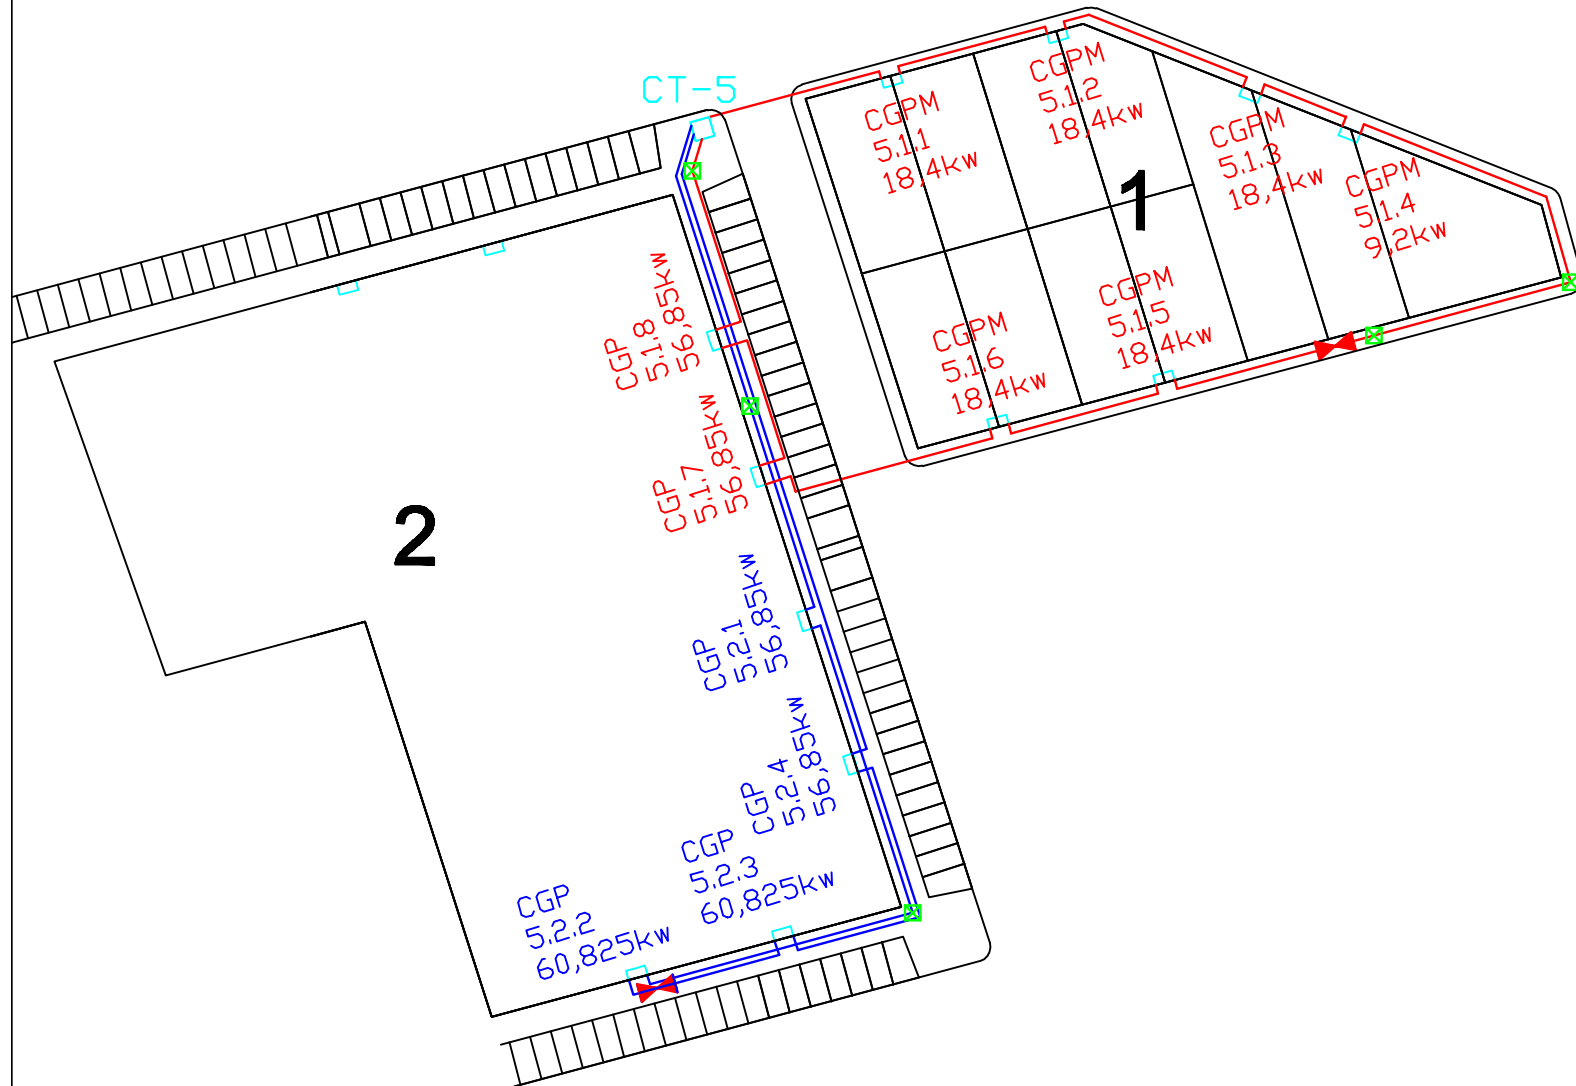 CT-5
CGPM
5.1.1
18,4kw
CGPM
5.1.2
18,4kw
CGPM
5.1.3
18,4kw
CGPM
5.1.4
9,2kw
1
CGPM
5.1.5
18,4kw
CGPM
5.1.6
18,4kw
CGP
5.1.8
56,85kw
CGP
5.1.7
56,85kw
2
CGP
5.2.1
56,85kw
CGP
5.2.4
56,85kw
CGP
5.2.3
60,825kw
CGP
5.2.2
60,825kw